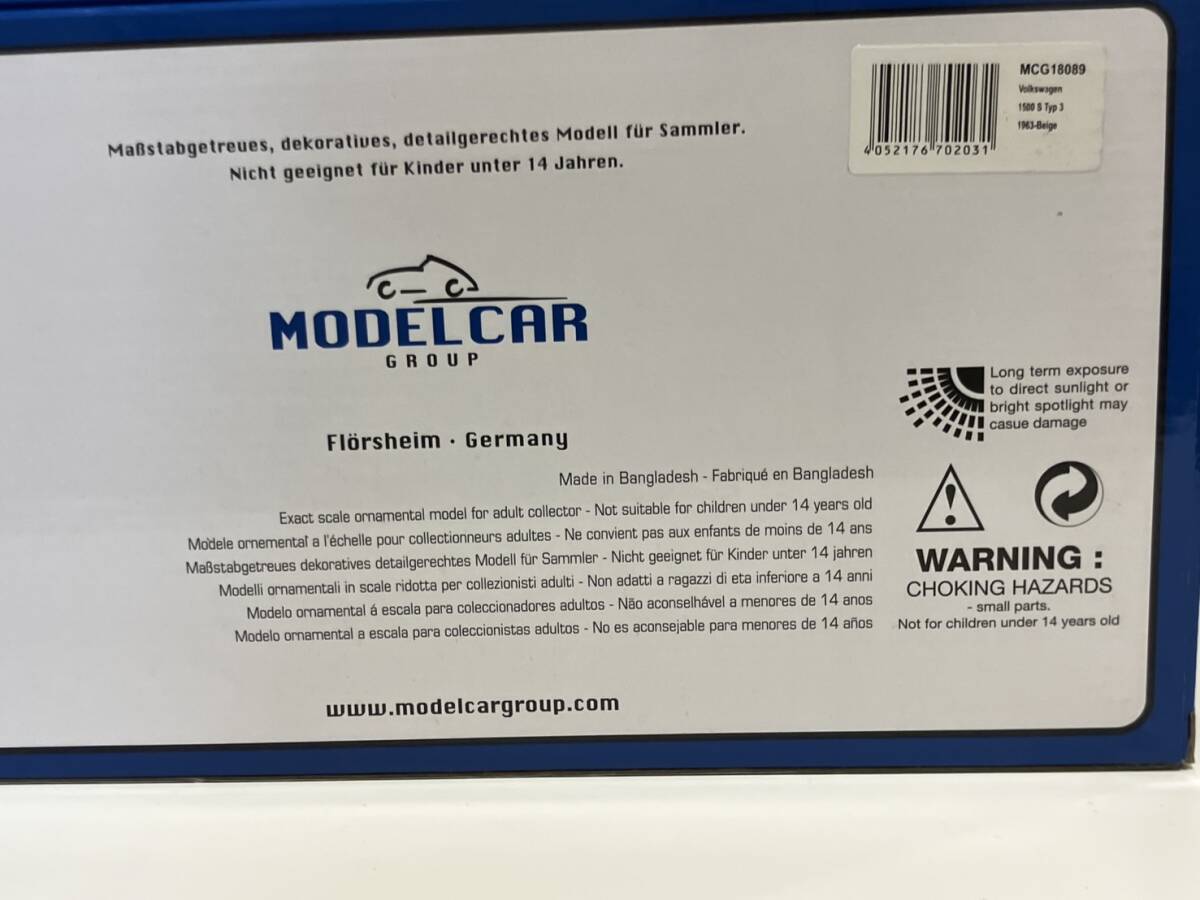 Maßstabgetreues, dekoratives, detailgerechtes Modell für Sammler.
Nicht geeignet für Kinder unter 14 Jahren.
MCG18089
Volkswagen
1500 S Typ 3
1963-Beige
4 052176 702031
MODELCAR
GROUP
Flörsheim · Germany
Long term exposure
to direct sunlight or
bright spotlight may
casue damage
Made in Bangladesh - Fabriqué en Bangladesh
Exact scale ornamental model for adult collector - Not suitable for children under 14 years old
Modele ornemental a l'échelle pour collectionneurs adultes - Ne convient pas aux enfants de moins de 14 ans
Maßstabgetreues dekoratives detailgerechtes Modell für Sammler - Nicht geeignet für Kinder unter 14 jahren
Modelli ornamentali in scale ridotta per collezionisti adulti - Non adatti a ragazzi di eta inferiore a 14 anni
Modelo ornamental á escala para coleccionadores adultos - Não aconselhável a menores de 14 anos
Modelo ornamental a escala para coleccionistas adultos - No es aconsejable para menores de 14 años
WARNING :
CHOKING HAZARDS
- small parts.
Not for children under 14 years old
www.modelcargroup.com